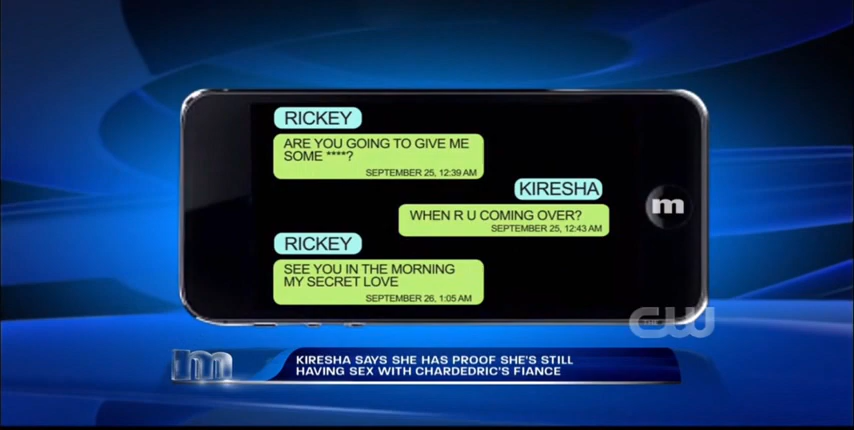 RICKEY
ARE YOU GOING TO GIVE ME
SOME ****?
SEPTEMBER 25, 12:39 AM
KIRESHA
WHEN R U COMING OVER?
SEPTEMBER 25, 12:43 AM
m
RICKEY
SEE YOU IN THE MORNING
MY SECRET LOVE
SEPTEMBER 26, 1:05 AM
THE CW
m
KIRESHA SAYS SHE HAS PROOF SHE'S STILL
HAVING SEX WITH CHARDEDRIC'S FIANCE